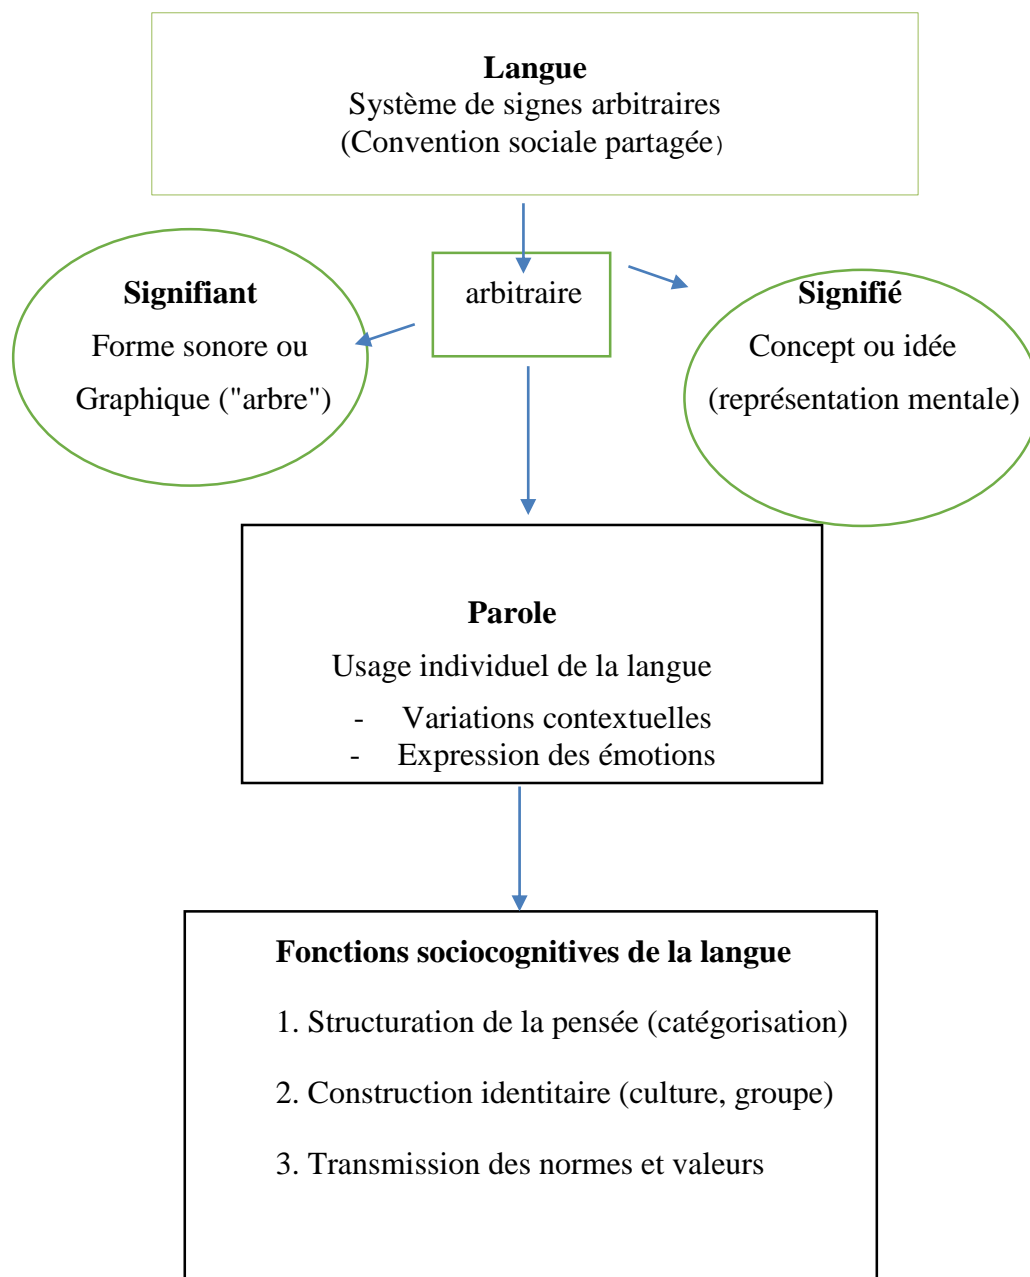 Langue
Système de signes arbitraires
(Convention sociale partagée)
Signifiant
Forme sonore ou
Graphique ("arbre")
arbitraire
Signifié
Concept ou idée
(représentation mentale)
Parole
Usage individuel de la langue
- Variations contextuelles
- Expression des émotions
Fonctions sociocognitives de la langue
1. Structuration de la pensée (catégorisation)
2. Construction identitaire (culture, groupe)
3. Transmission des normes et valeurs